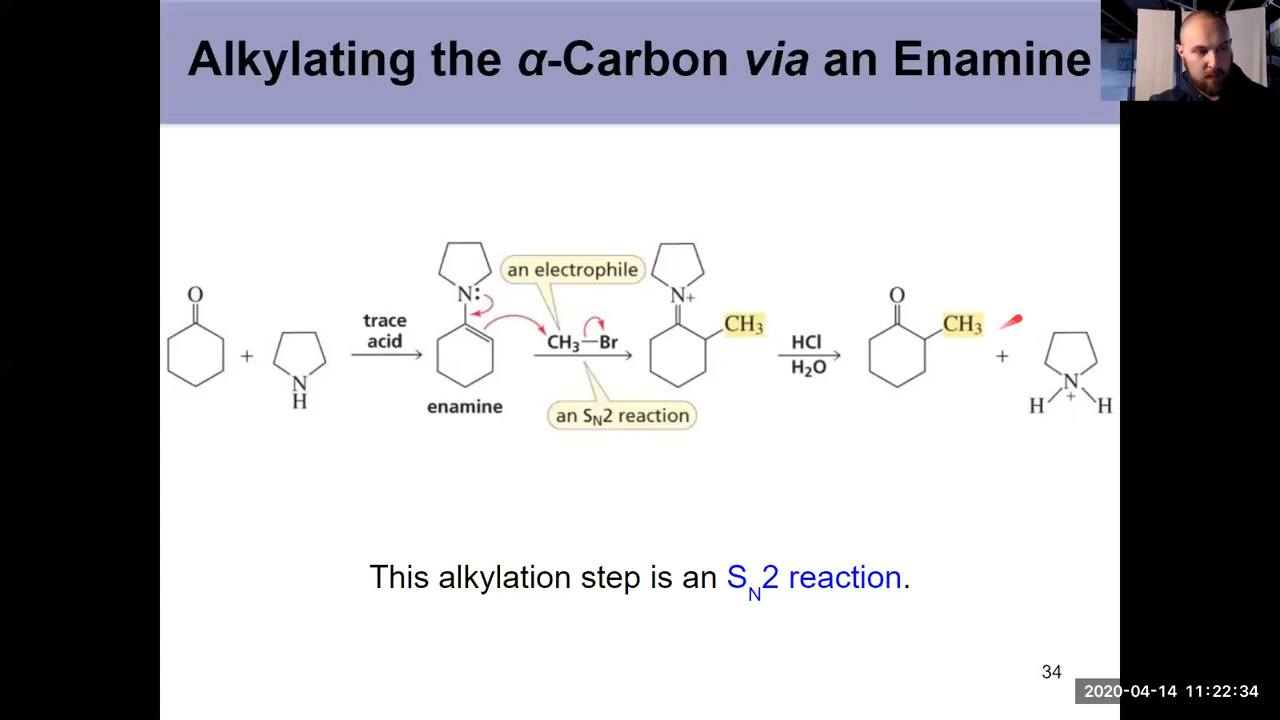 Alkylating the α-Carbon via an Enamine
an electrophile
N:
N+
O
O
trace
acid
CH₃
CH₃
CH₃—Br
HCl
H₂O
+
+
N
H
N
+
H
H
enamine
an SN2 reaction
This alkylation step is an SN2 reaction.
34
2020-04-14 11:22:34